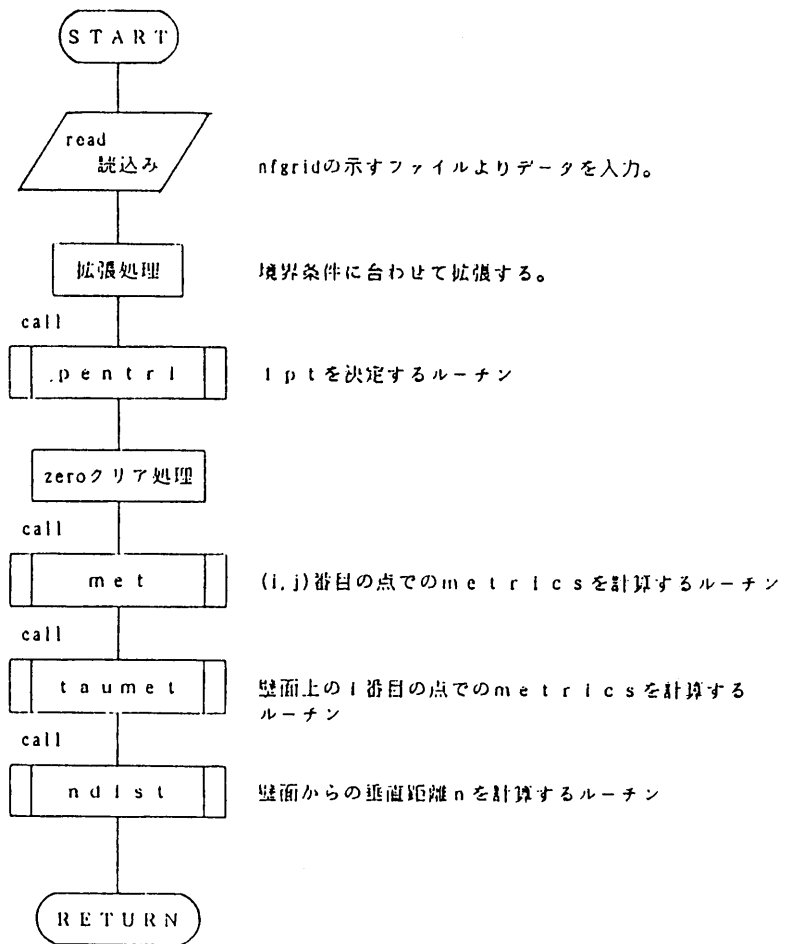 START
read
読込み
nfgridの示すファイルよりデータを入力。
拡張処理
境界条件に合わせて拡張する。
call
pentri
iptを決定するルーチン
zeroクリア処理
call
met
(i,j)番目の点でのmetricsを計算するルーチン
call
taumet
壁面上のi番目の点でのmetricsを計算する
ルーチン
call
ndist
壁面からの垂直距離nを計算するルーチン
RETURN